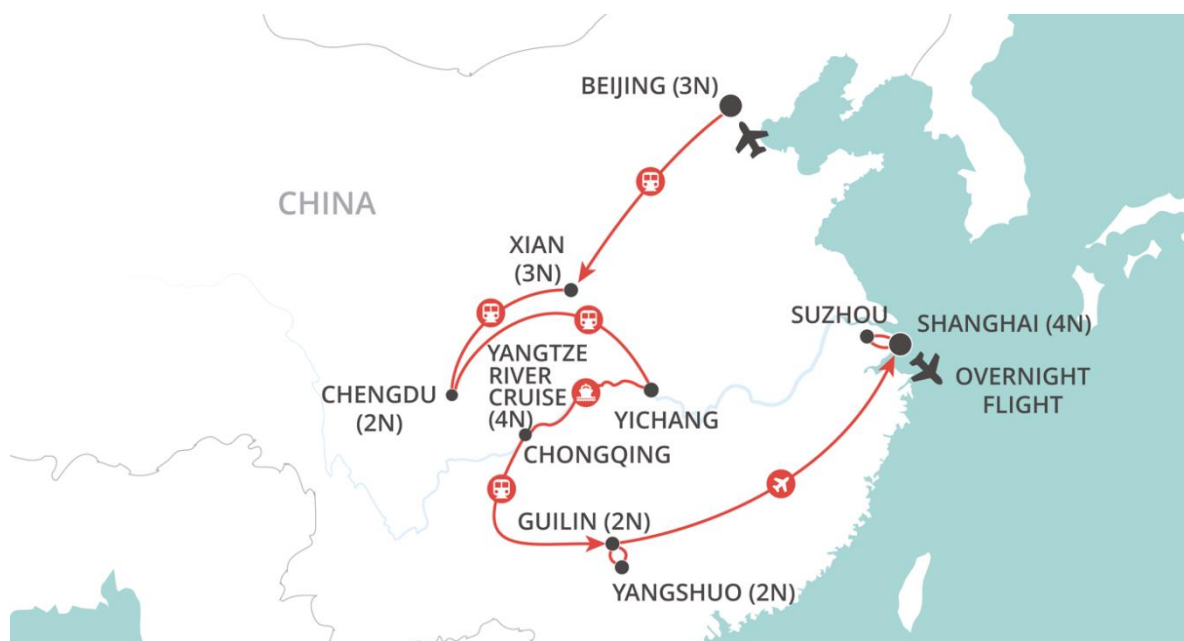 BEIJING (3N)
CHINA
XIAN
(3N)
SUZHOU
SHANGHAI (4N)
YANGTZE
RIVER
CRUISE
(4N)
CHENGDU
(2N)
OVERNIGHT
FLIGHT
YICHANG
CHONGQING
GUILIN (2N)
YANGSHUO (2N)